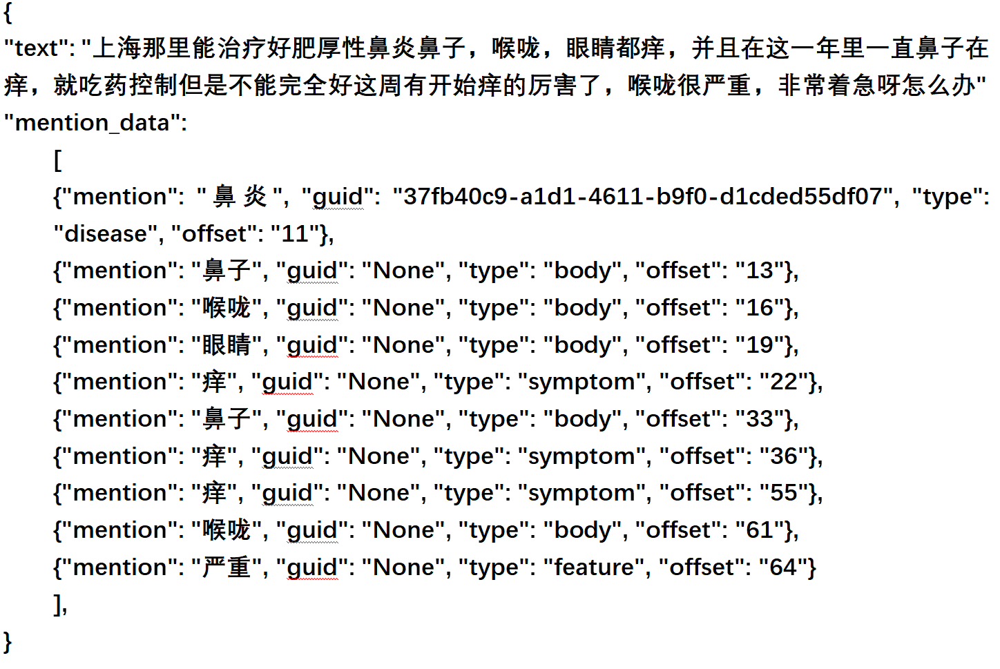 {
"text": "上海那里能治疗好肥厚性鼻炎鼻子，喉咙，眼睛都痒，并且在这一年里一直鼻子在
痒，就吃药控制但是不能完全好这周有开始痒的厉害了，喉咙很严重，非常着急呀怎么办"
"mention_data":
[
{"mention": "鼻炎", "guid": "37fb40c9-a1d1-4611-b9f0-d1cded55df07", "type":
"disease", "offset": "11"},
{"mention": "鼻子", "guid": "None", "type": "body", "offset": "13"},
{"mention": "喉咙", "guid": "None", "type": "body", "offset": "16"},
{"mention": "眼睛", "guid": "None", "type": "body", "offset": "19"},
{"mention": "痒", "guid": "None", "type": "symptom", "offset": "22"},
{"mention": "鼻子", "guid": "None", "type": "body", "offset": "33"},
{"mention": "痒", "guid": "None", "type": "symptom", "offset": "36"},
{"mention": "痒", "guid": "None", "type": "symptom", "offset": "55"},
{"mention": "喉咙", "guid": "None", "type": "body", "offset": "61"},
{"mention": "严重", "guid": "None", "type": "feature", "offset": "64"}
],
}